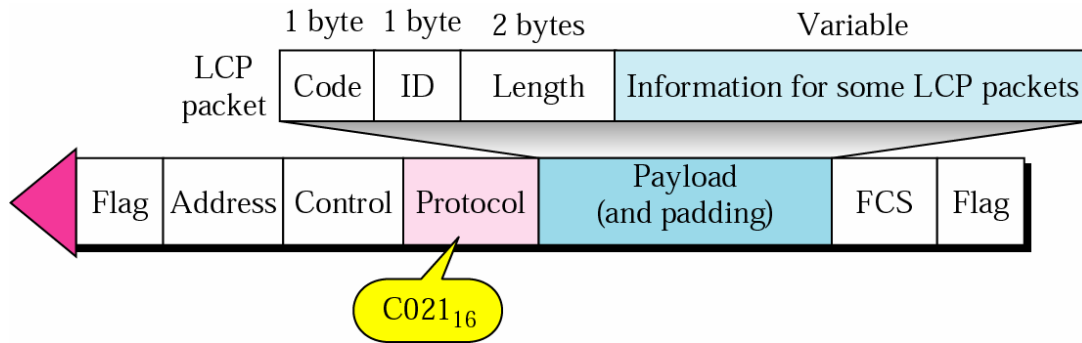 1 byte 1 byte 2 bytes Variable
LCP packet
Code ID Length Information for some LCP packets
Flag Address Control Protocol Payload (and padding) FCS Flag
C021₁₆